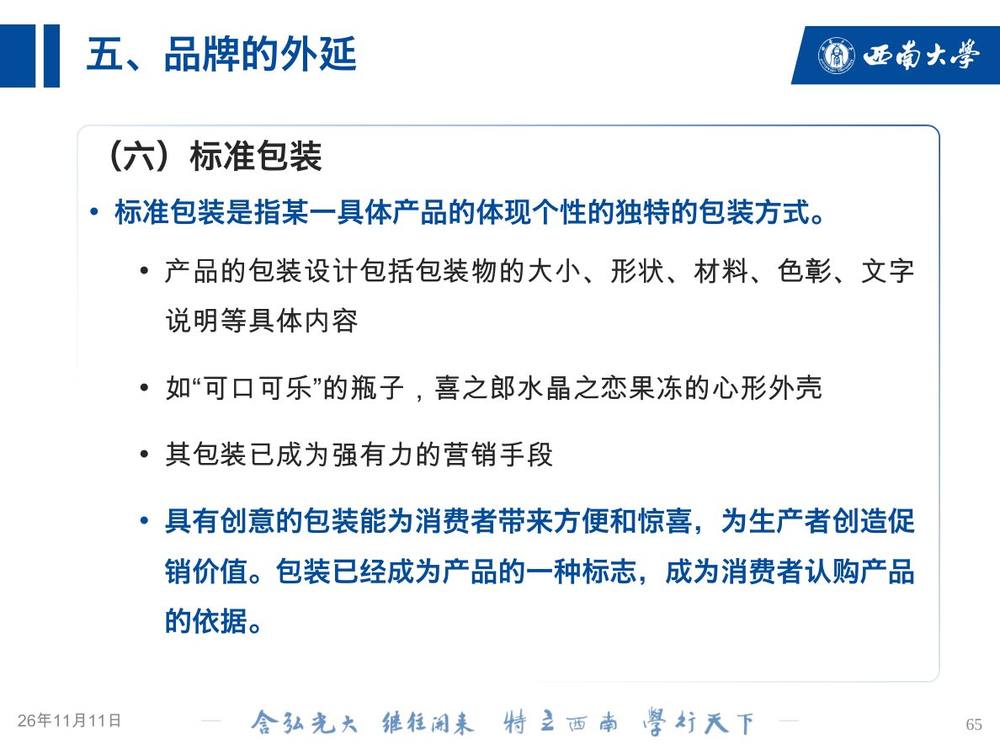 五、品牌的外延
西南大学
（六）标准包装
• 标准包装是指某一具体产品的体现个性的独特的包装方式。
• 产品的包装设计包括包装物的大小、形状、材料、色彰、文字
说明等具体内容
• 如“可口可乐”的瓶子，喜之郎水晶之恋果冻的心形外壳
• 其包装已成为强有力的营销手段
• 具有创意的包装能为消费者带来方便和惊喜，为生产者创造促
销价值。包装已经成为产品的一种标志，成为消费者认购产品
的依据。
26年11月11日
含弘光大 继往开来 特立西南 学行天下
65